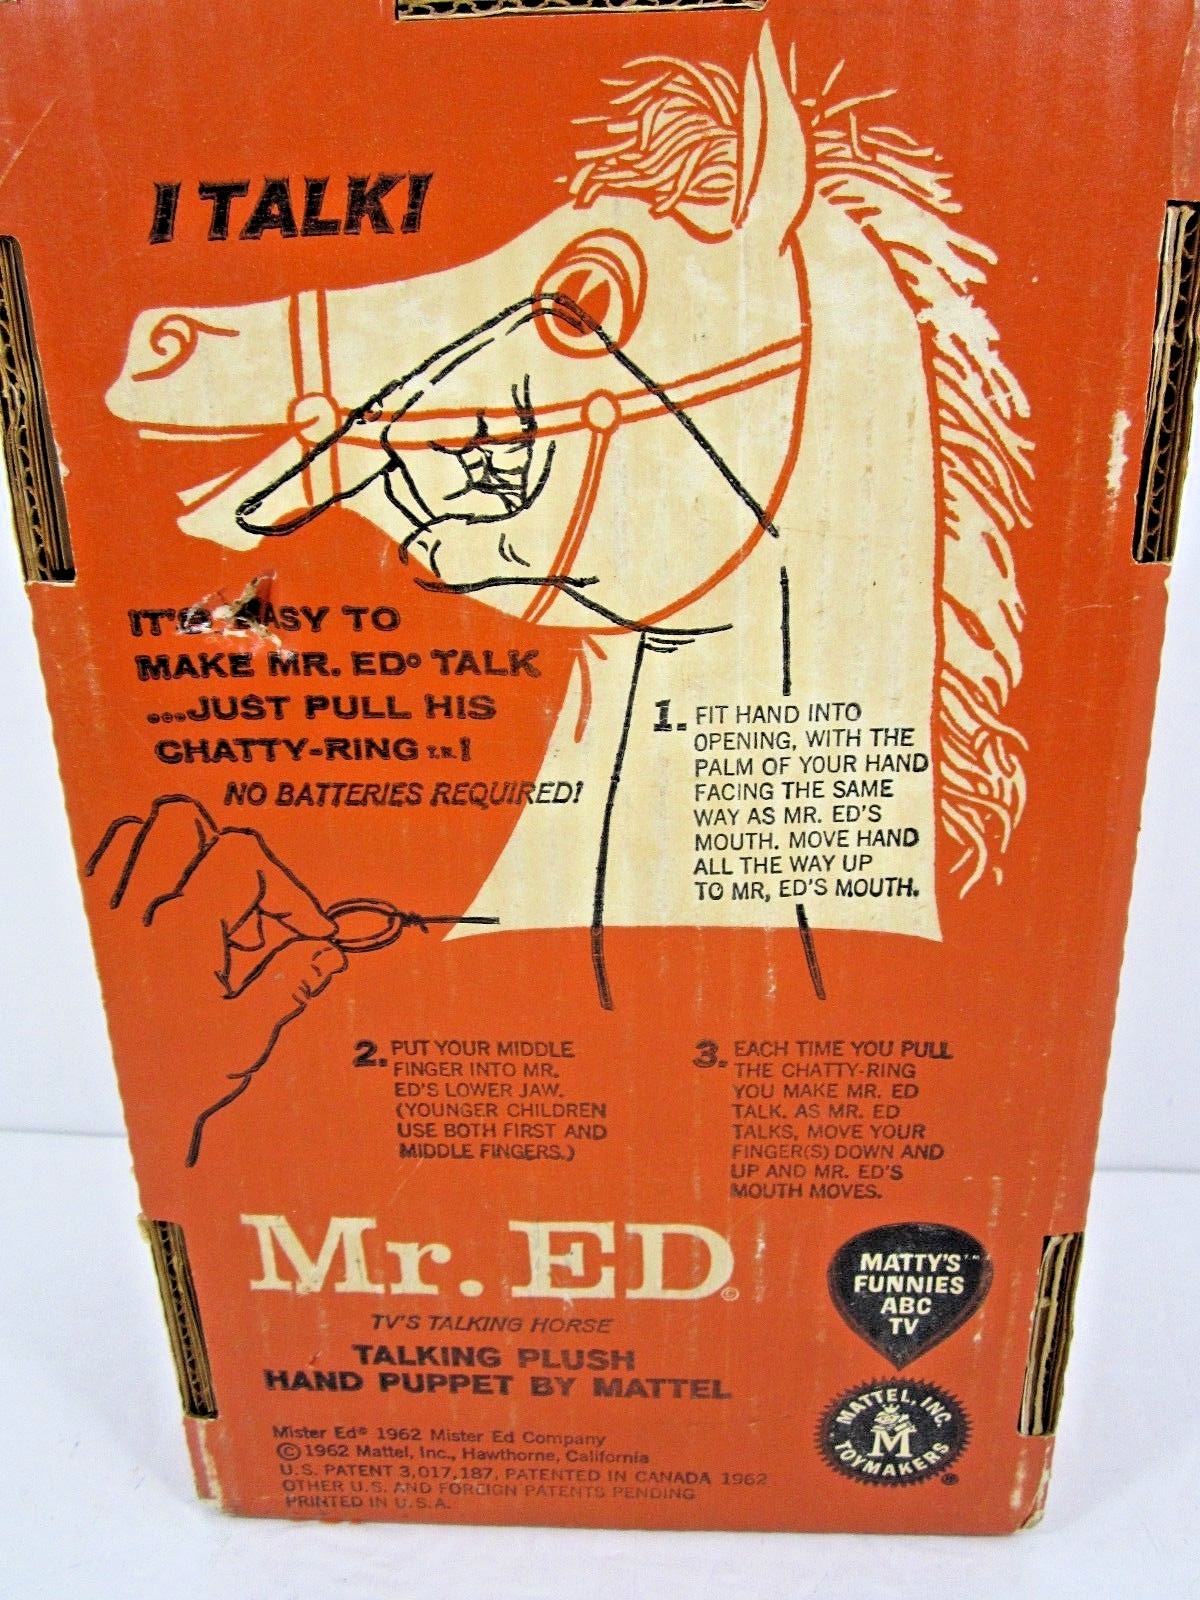 I TALK!
IT'S EASY TO
MAKE MR. ED® TALK
...JUST PULL HIS
CHATTY-RING T.M.!
NO BATTERIES REQUIRED!
1. FIT HAND INTO
OPENING, WITH THE
PALM OF YOUR HAND
FACING THE SAME
WAY AS MR. ED'S
MOUTH. MOVE HAND
ALL THE WAY UP
TO MR, ED'S MOUTH.
2. PUT YOUR MIDDLE
FINGER INTO MR.
ED'S LOWER JAW.
(YOUNGER CHILDREN
USE BOTH FIRST AND
MIDDLE FINGERS.)
3. EACH TIME YOU PULL
THE CHATTY-RING
YOU MAKE MR. ED
TALK. AS MR. ED
TALKS, MOVE YOUR
FINGER(S) DOWN AND
UP AND MR. ED'S
MOUTH MOVES.
Mr. ED©
TV'S TALKING HORSE
TALKING PLUSH
HAND PUPPET BY MATTEL
Mister Ed® 1962 Mister Ed Company
© 1962 Mattel, Inc., Hawthorne, California
U.S. PATENT 3,017,187, PATENTED IN CANADA 1962
OTHER U.S. AND FOREIGN PATENTS PENDING
PRINTED IN U.S.A.
MATTY'S™
FUNNIES
ABC
TV
MATTEL, INC.
M
TOYMAKERS ®